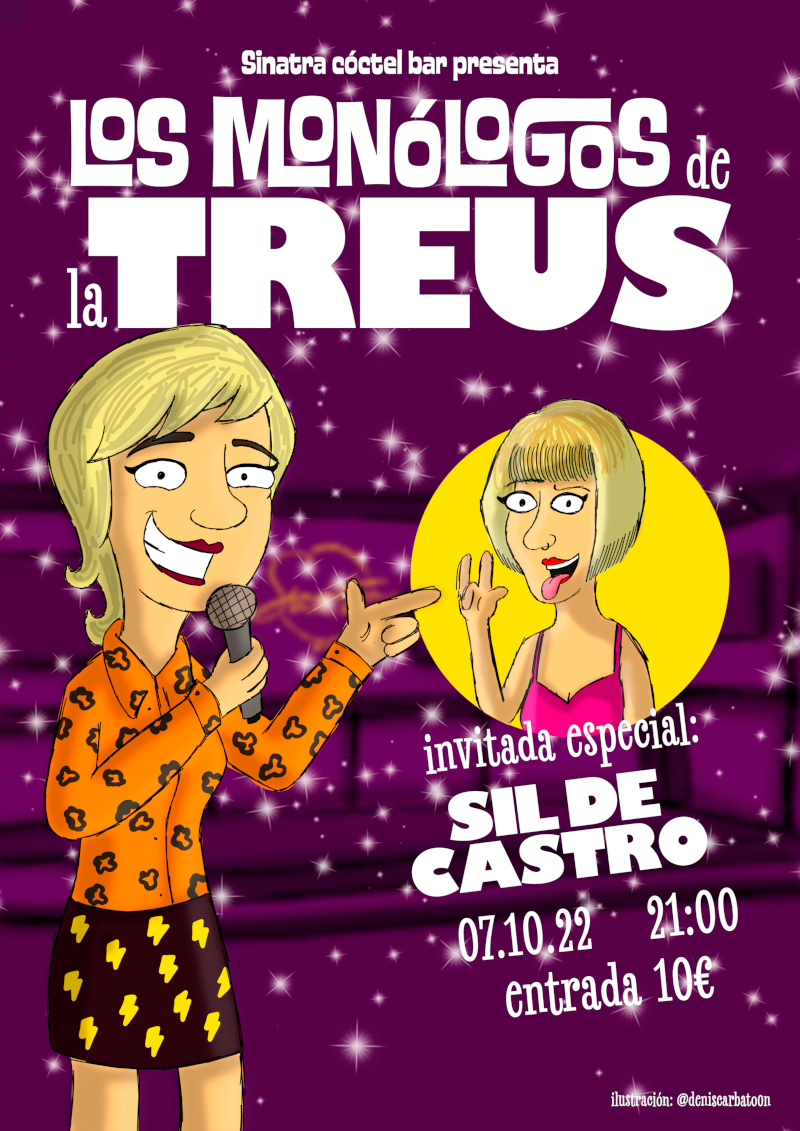 Sinatra cóctel bar presenta
LOS MONÓLOGOS de
la TREUS
invitada especial:
SIL DE
CASTRO
07.10.22 21:00
entrada 10€
ilustración: @deniscarbatoon